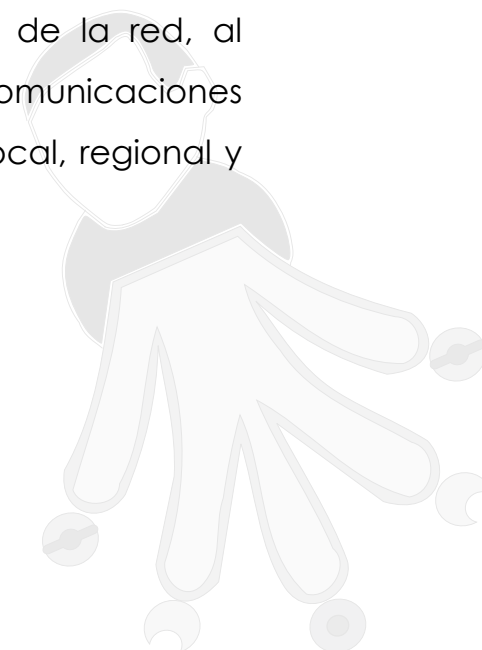 de la red, al
omunicaciones
ocal, regional y